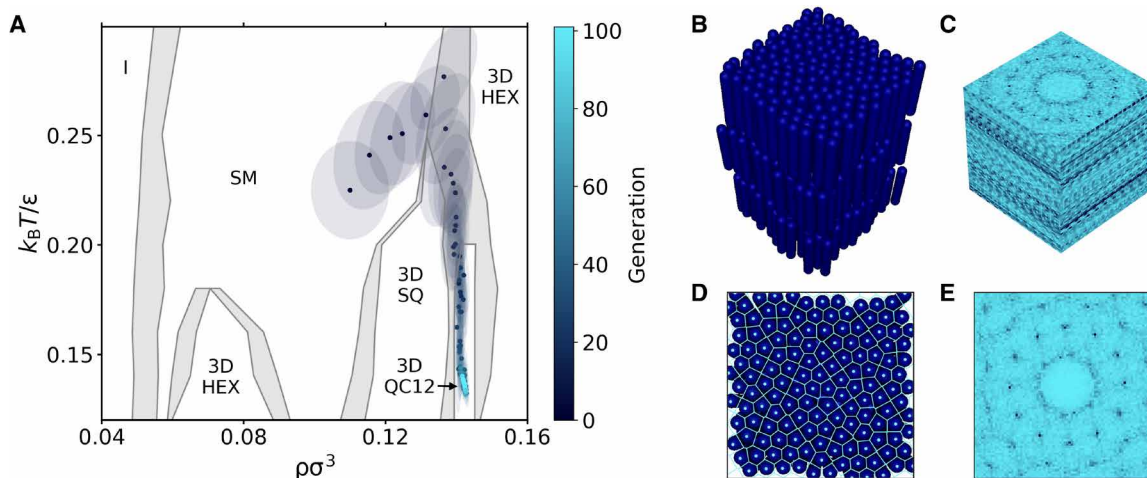 A
I
SM
3D
HEX
3D
SQ
3D
HEX
3D
QC12
0.25
0.20
0.15
k_BT/ε
0.04
0.08
0.12
0.16
ρσ³
100
80
60
40
20
0
Generation
B
C
D
E